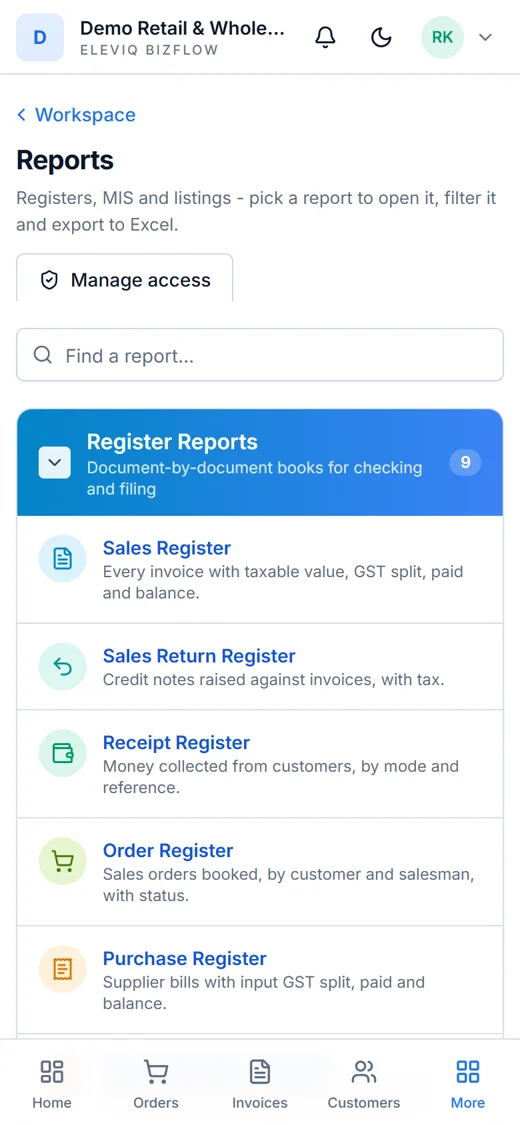 D
Demo Retail & Whole...
ELEVIQ BIZFLOW
RK
Workspace
Reports
Registers, MIS and listings - pick a report to open it, filter it
and export to Excel.
Manage access
Find a report...
Register Reports
Document-by-document books for checking
and filing
9
Sales Register
Every invoice with taxable value, GST split, paid
and balance.
Sales Return Register
Credit notes raised against invoices, with tax.
Receipt Register
Money collected from customers, by mode and
reference.
Order Register
Sales orders booked, by customer and salesman,
with status.
Purchase Register
Supplier bills with input GST split, paid and
balance.
Home
Orders
Invoices
Customers
More